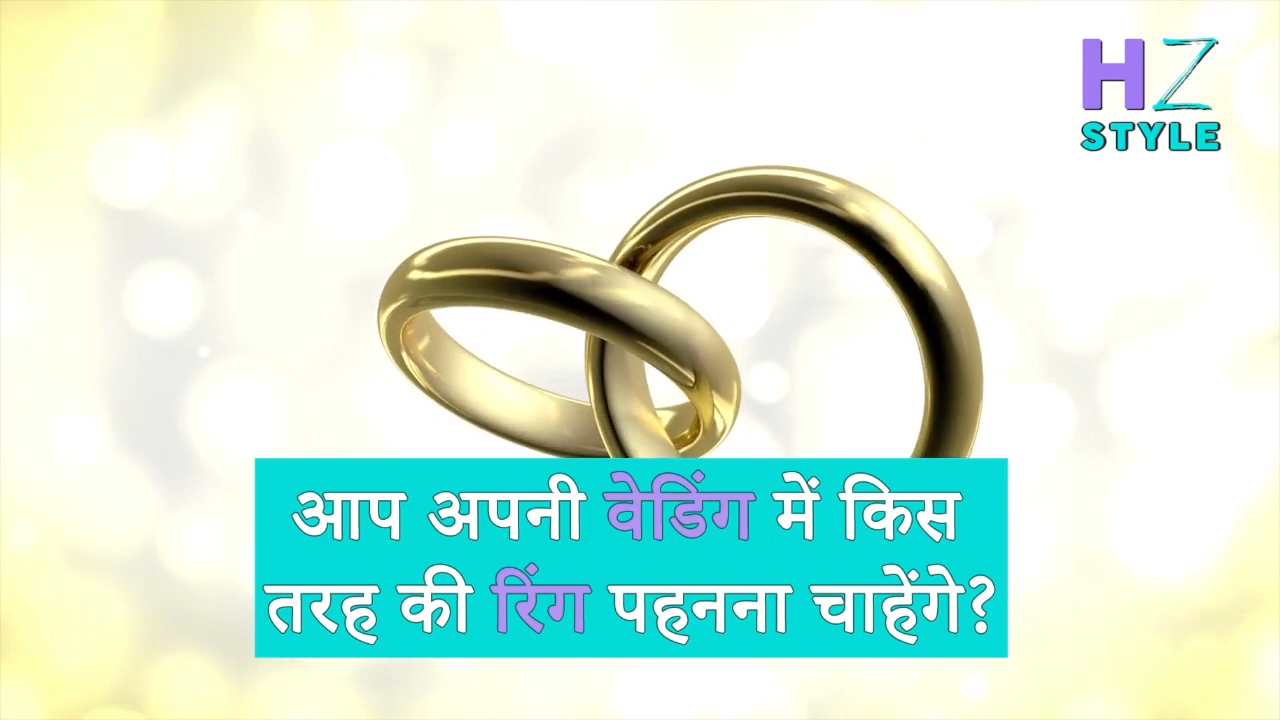 HZ
STYLE
आप अपनी वेडिंग में किस
तरह की रिंग पहनना चाहेंगे?